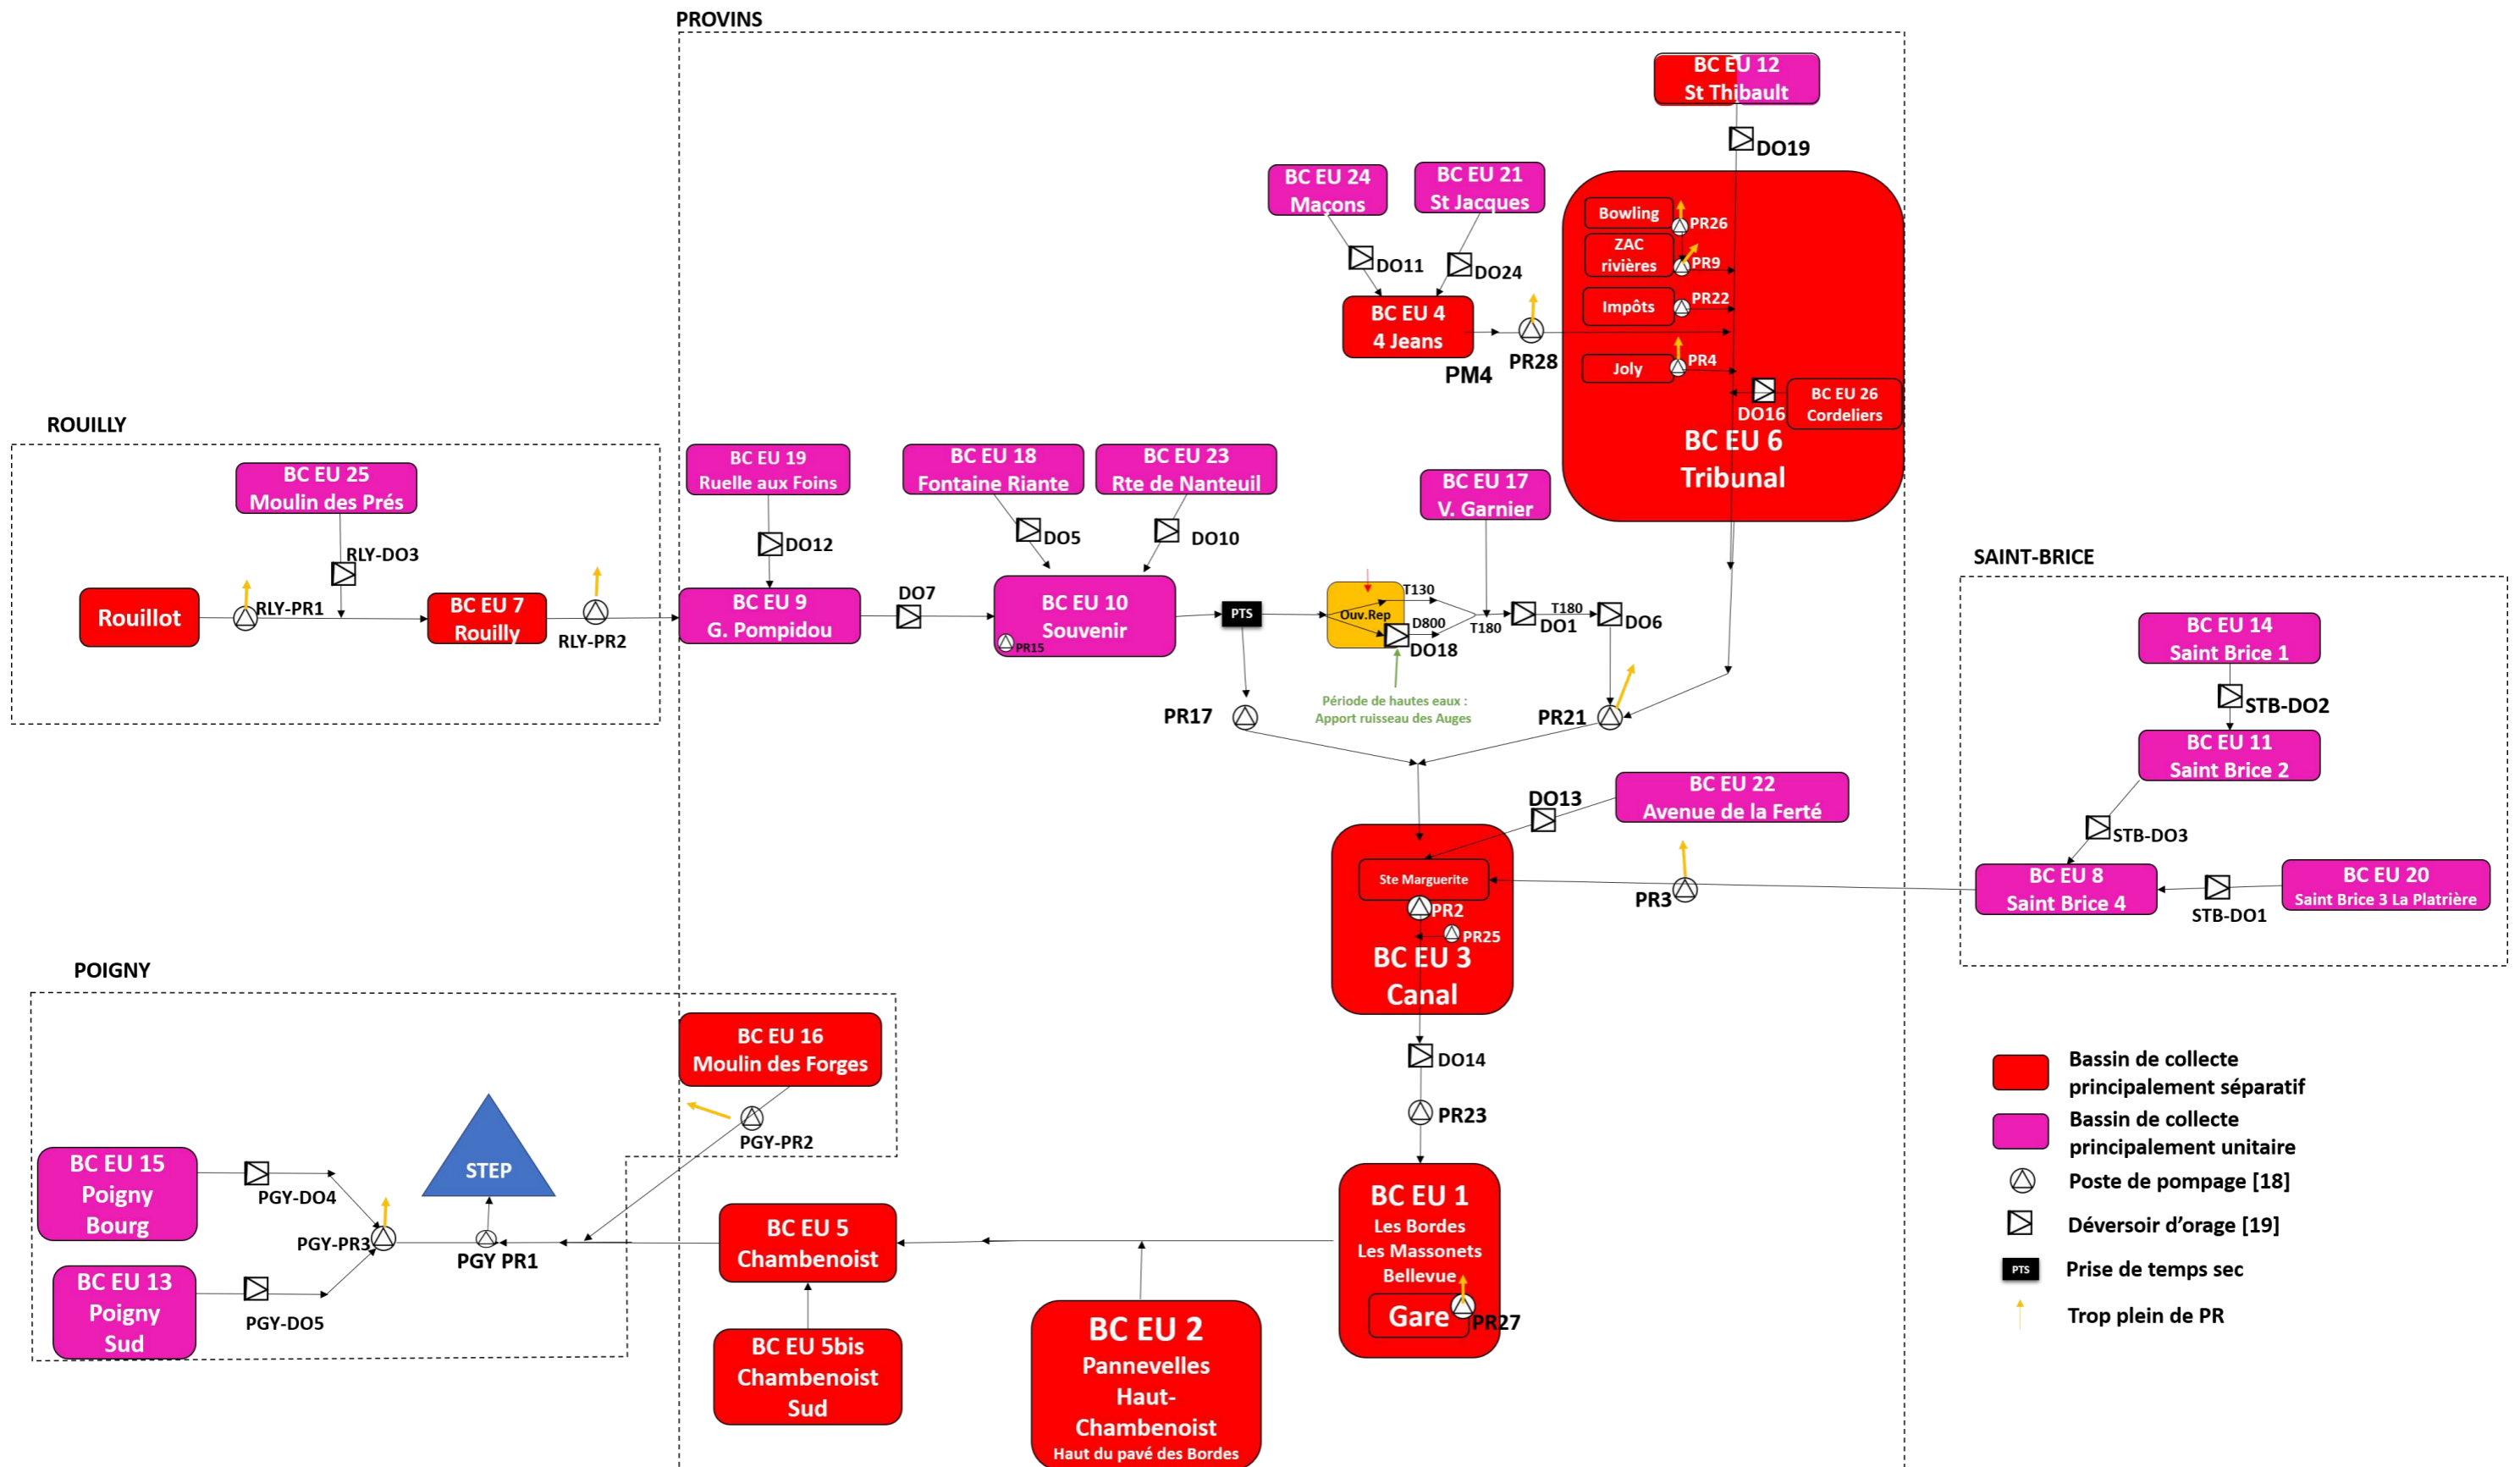 PROVINS
BC EU 12
St Thibault
DO19
BC EU 24
Maçons
BC EU 21
St Jacques
DO11
DO24
BC EU 4
4 Jeans
PM4
PR28
Bowling
PR26
ZAC
rivières
PR9
Impôts
PR22
Joly
PR4
BC EU 26
Cordeliers
DO16
BC EU 6
Tribunal
ROUILLY
BC EU 25
Moulin des Prés
RLY-DO3
Rouillot
RLY-PR1
BC EU 7
Rouilly
RLY-PR2
BC EU 19
Ruelle aux Foins
DO12
BC EU 9
G. Pompidou
DO7
BC EU 18
Fontaine Riante
DO5
BC EU 23
Rte de Nanteuil
DO10
BC EU 10
Souvenir
PR15
PTS
Ouv.Rep
T130
D800
DO18
T180
BC EU 17
V. Garnier
DO1
T180
DO6
Période de hautes eaux :
Apport ruisseau des Auges
PR17
PR21
SAINT-BRICE
BC EU 14
Saint Brice 1
STB-DO2
BC EU 11
Saint Brice 2
STB-DO3
BC EU 8
Saint Brice 4
STB-DO1
BC EU 20
Saint Brice 3 La Platrière
BC EU 22
Avenue de la Ferté
DO13
PR3
Ste Marguerite
PR2
PR25
BC EU 3
Canal
DO14
PR23
BC EU 1
Les Bordes
Les Massonets
Bellevue
Gare
PR27
BC EU 2
Pannevelles
Haut-
Chambenoist
Haut du pavé des Bordes
BC EU 5
Chambenoist
BC EU 5bis
Chambenoist
Sud
POIGNY
BC EU 16
Moulin des Forges
PGY-PR2
STEP
PGY PR1
BC EU 15
Poigny
Bourg
PGY-DO4
PGY-PR3
BC EU 13
Poigny
Sud
PGY-DO5
Bassin de collecte
principalement séparatif
Bassin de collecte
principalement unitaire
Poste de pompage [18]
Déversoir d'orage [19]
PTS
Prise de temps sec
Trop plein de PR